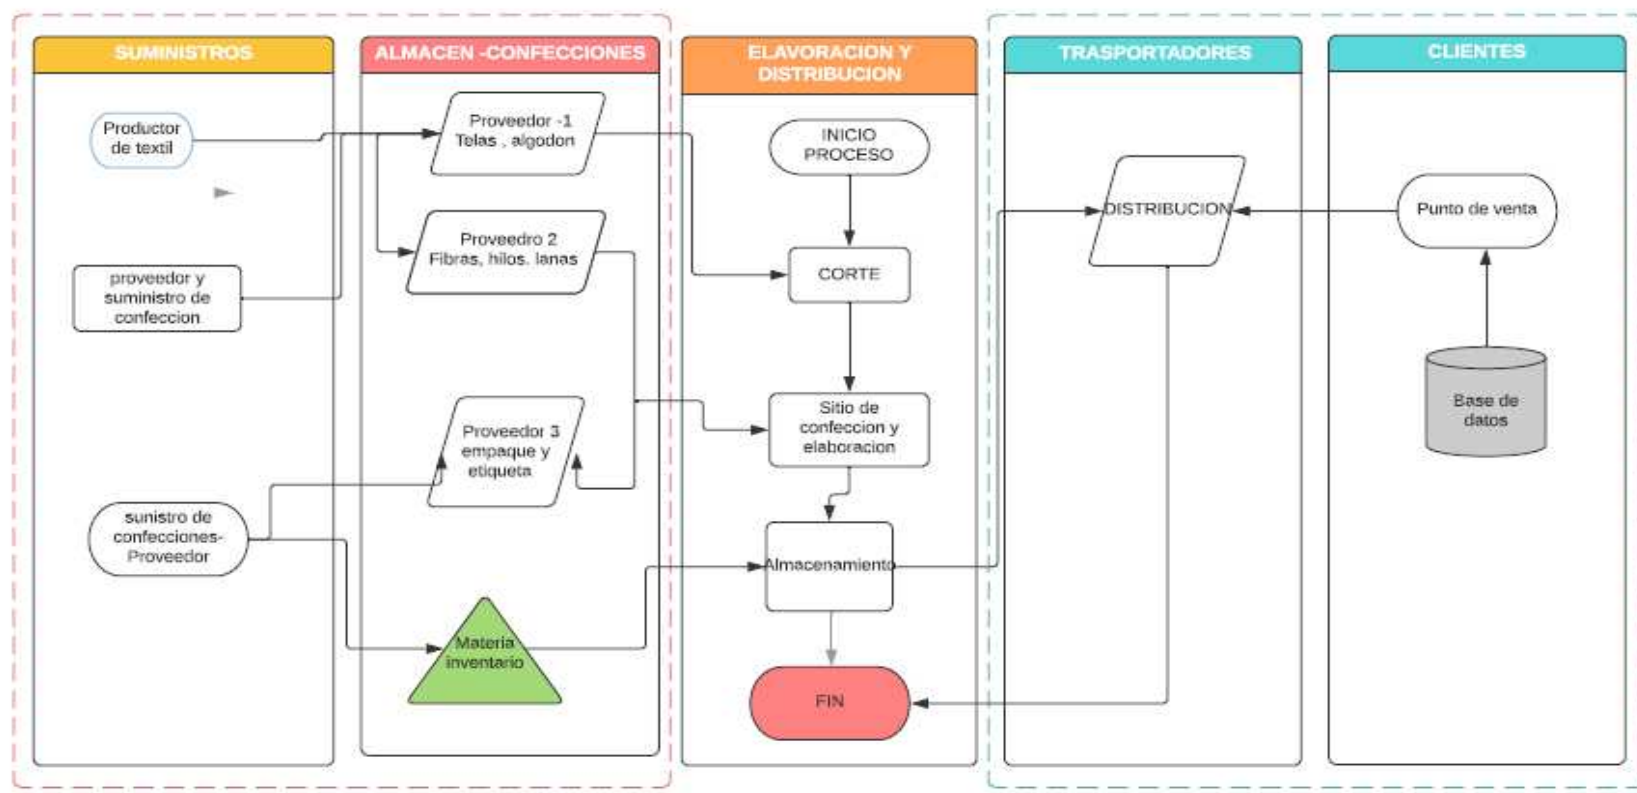 SUMINISTROS
Productor
de textil
proveedor y
suministro de
confeccion
sunistro de
confecciones-
Proveedor
ALMACEN -CONFECCIONES
Proveedor -1
Telas , algodon
Proveedro 2
Fibras, hilos. lanas
Proveedor 3
empaque y
etiqueta
Materia
inventario
ELAVORACION Y
DISTRIBUCION
INICIO
PROCESO
CORTE
Sitio de
confeccion y
elaboracion
Almacenamiento
FIN
TRASPORTADORES
DISTRIBUCION
CLIENTES
Punto de venta
Base de
datos